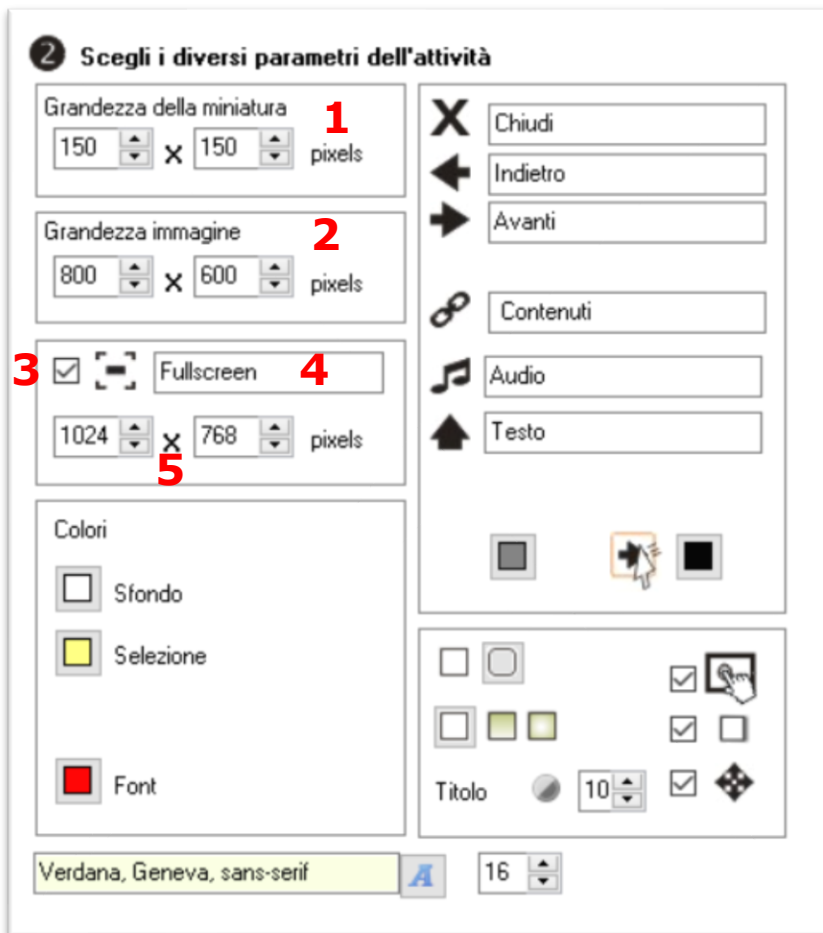 2 Scegli i diversi parametri dell'attività
Grandezza della miniatura 1
150 x 150 pixels
Grandezza immagine 2
800 x 600 pixels
3 Fullscreen 4
1024 x 768 pixels
5
Colori
Sfondo
Selezione
Font
X Chiudi
Indietro
Avanti
Contenuti
Audio
Testo
Titolo 10
Verdana, Geneva, sans-serif A 16